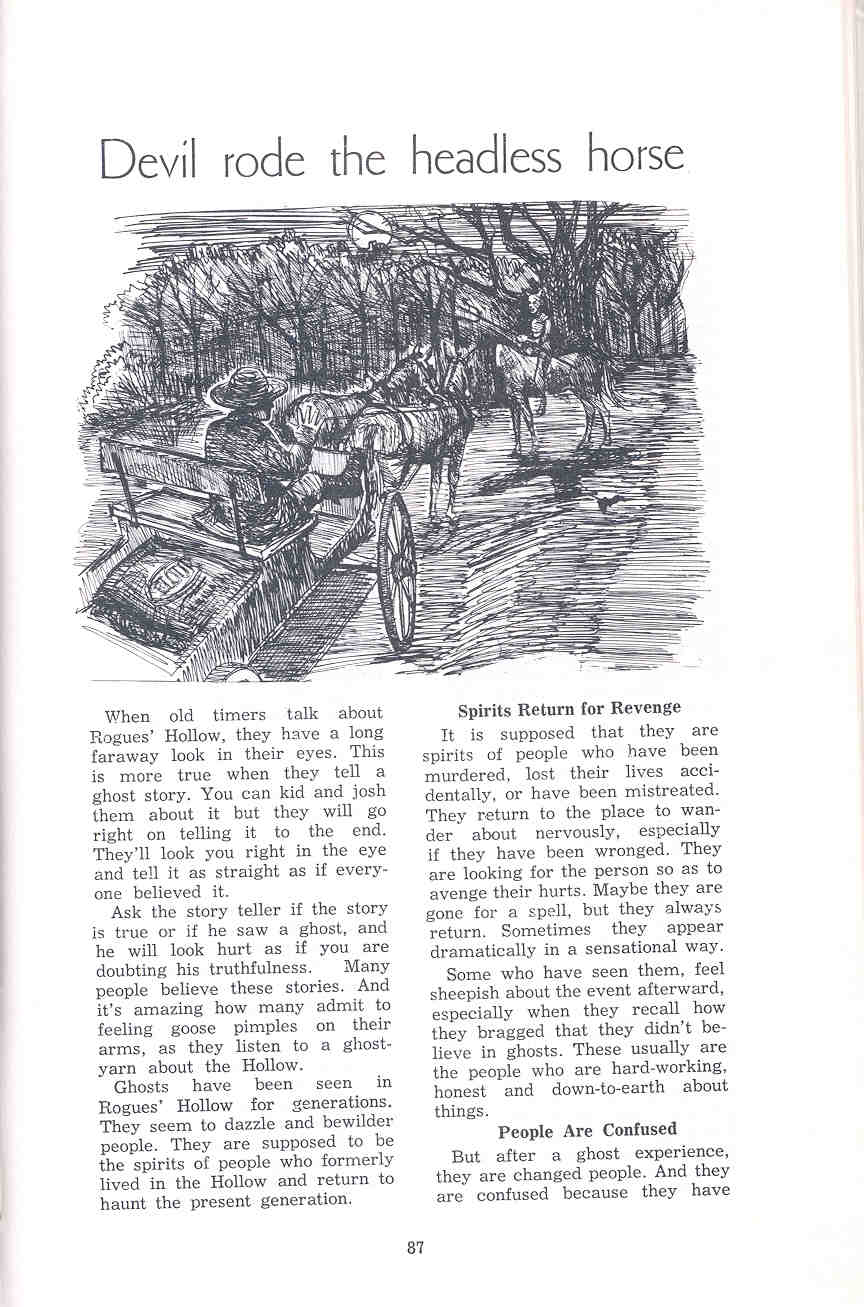 Devil rode the headless horse
When old timers talk about
Rogues' Hollow, they have a long
faraway look in their eyes. This
is more true when they tell a
ghost story. You can kid and josh
them about it but they will go
right on telling it to the end.
They'll look you right in the eye
and tell it as straight as if every-
one believed it.
Ask the story teller if the story
is true or if he saw a ghost, and
he will look hurt as if you are
doubting his truthfulness. Many
people believe these stories. And
it's amazing how many admit to
feeling goose pimples on their
arms, as they listen to a ghost-
yarn about the Hollow.
Ghosts have been seen in
Rogues' Hollow for generations.
They seem to dazzle and bewilder
people. They are supposed to be
the spirits of people who formerly
lived in the Hollow and return to
haunt the present generation.
Spirits Return for Revenge
It is supposed that they are
spirits of people who have been
murdered, lost their lives acci-
dentally, or have been mistreated.
They return to the place to wan-
der about nervously, especially
if they have been wronged. They
are looking for the person so as to
avenge their hurts. Maybe they are
gone for a spell, but they always
return. Sometimes they appear
dramatically in a sensational way.
Some who have seen them, feel
sheepish about the event afterward,
especially when they recall how
they bragged that they didn't be-
lieve in ghosts. These usually are
the people who are hard-working,
honest and down-to-earth about
things.
People Are Confused
But after a ghost experience,
they are changed people. And they
are confused because they have
87